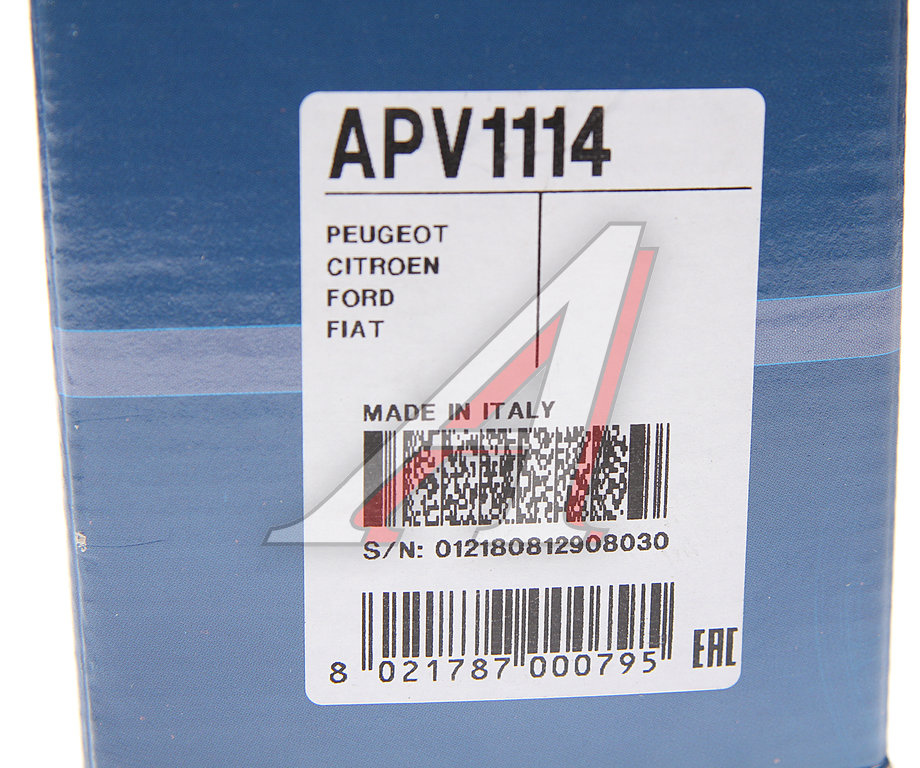 APV1114
PEUGEOT
CITROEN
FORD
FIAT
MADE IN ITALY
S/N: 012180812908030
8 021787 000795
EAC